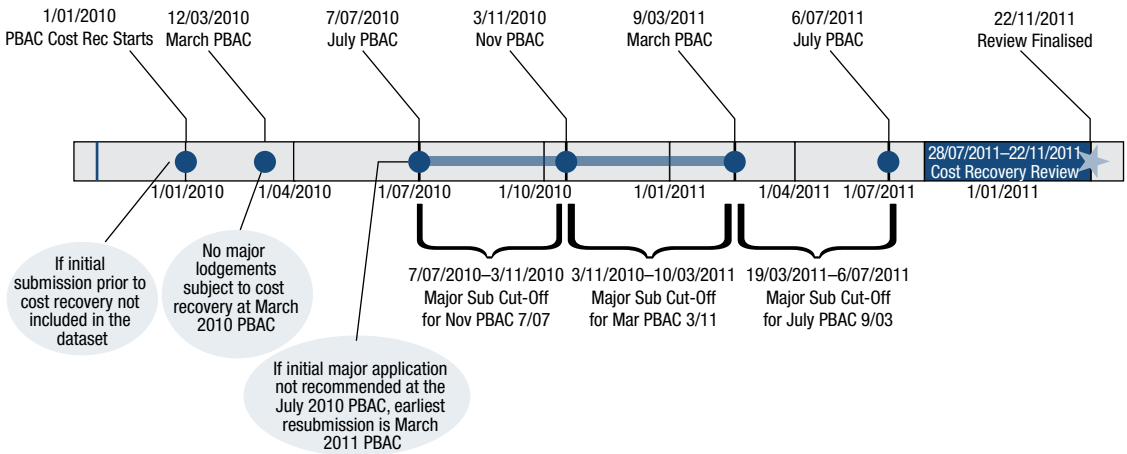 1/01/2010
PBAC Cost Rec Starts
12/03/2010
March PBAC
7/07/2010
July PBAC
3/11/2010
Nov PBAC
9/03/2011
March PBAC
6/07/2011
July PBAC
22/11/2011
Review Finalised
28/07/2011–22/11/2011
Cost Recovery Review
1/01/2010
1/04/2010
1/07/2010
1/10/2010
1/01/2011
1/04/2011
1/07/2011
1/01/2011
If initial
submission prior to
cost recovery not
included in the
dataset
No major
lodgements
subject to cost
recovery at March
2010 PBAC
7/07/2010–3/11/2010
Major Sub Cut-Off
for Nov PBAC 7/07
3/11/2010–10/03/2011
Major Sub Cut-Off
for Mar PBAC 3/11
19/03/2011–6/07/2011
Major Sub Cut-Off
for July PBAC 9/03
If initial major application
not recommended at the
July 2010 PBAC, earliest
resubmission is March
2011 PBAC